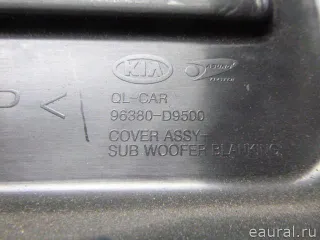 KIA
QL-CAR
96380-D9500
COVER ASSY-
SUB WOOFER BLANKING
eaural.ru